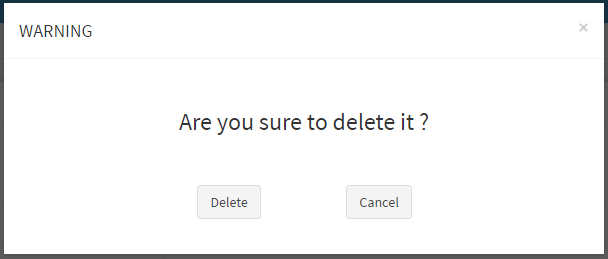 WARNING
×
Are you sure to delete it ?
Delete
Cancel